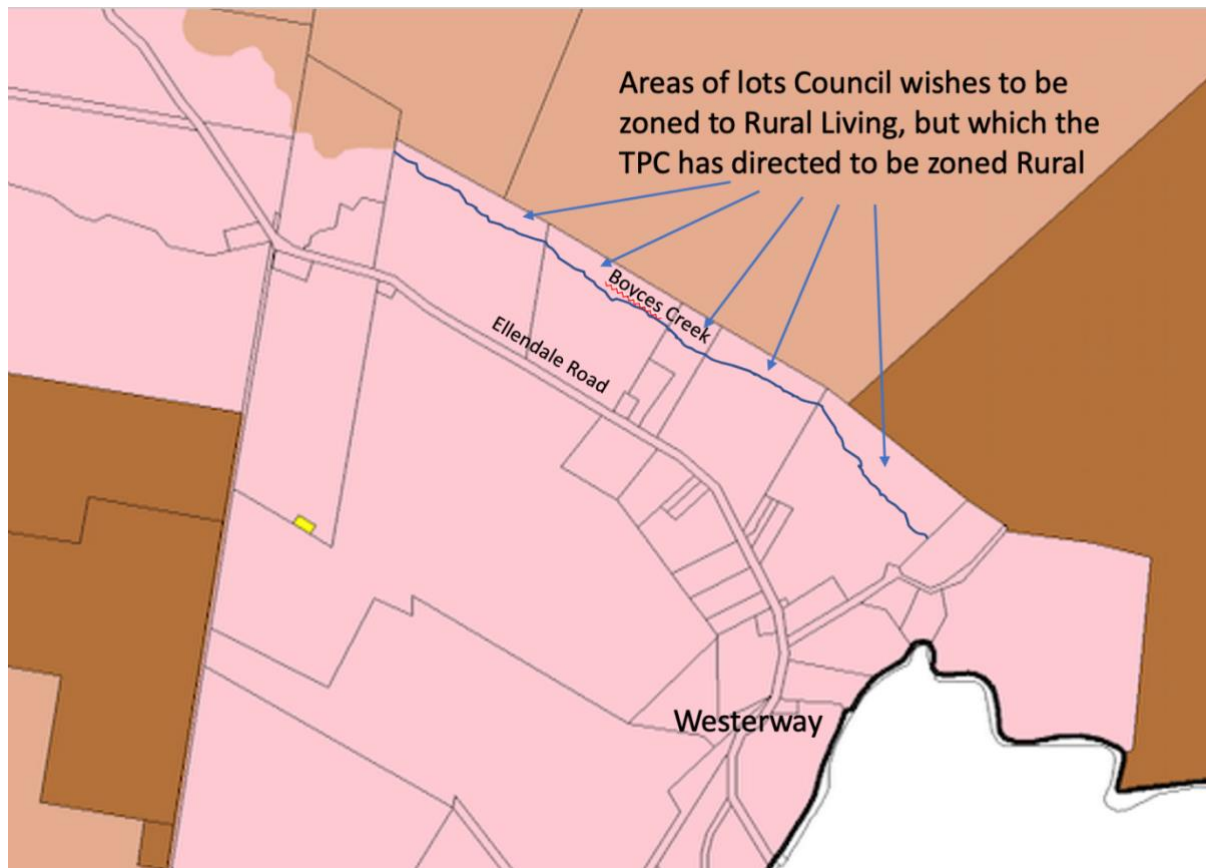 Areas of lots Council wishes to be
zoned to Rural Living, but which the
TPC has directed to be zoned Rural
Boyces Creek
Ellendale Road
Westerway